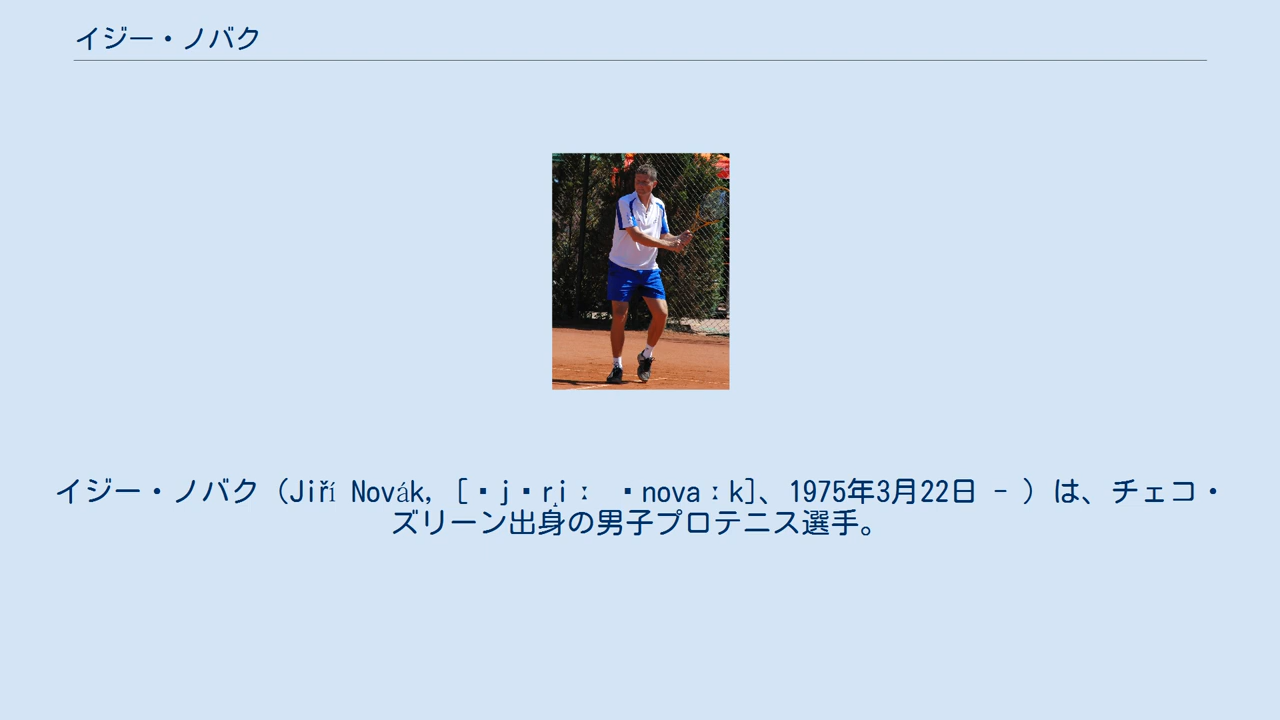 イジー・ノバク
イジー・ノバク（Jiří Novák, [▪j▪r̝iː ▪novaːk]、1975年3月22日 - ）は、チェコ・
ズリーン出身の男子プロテニス選手。